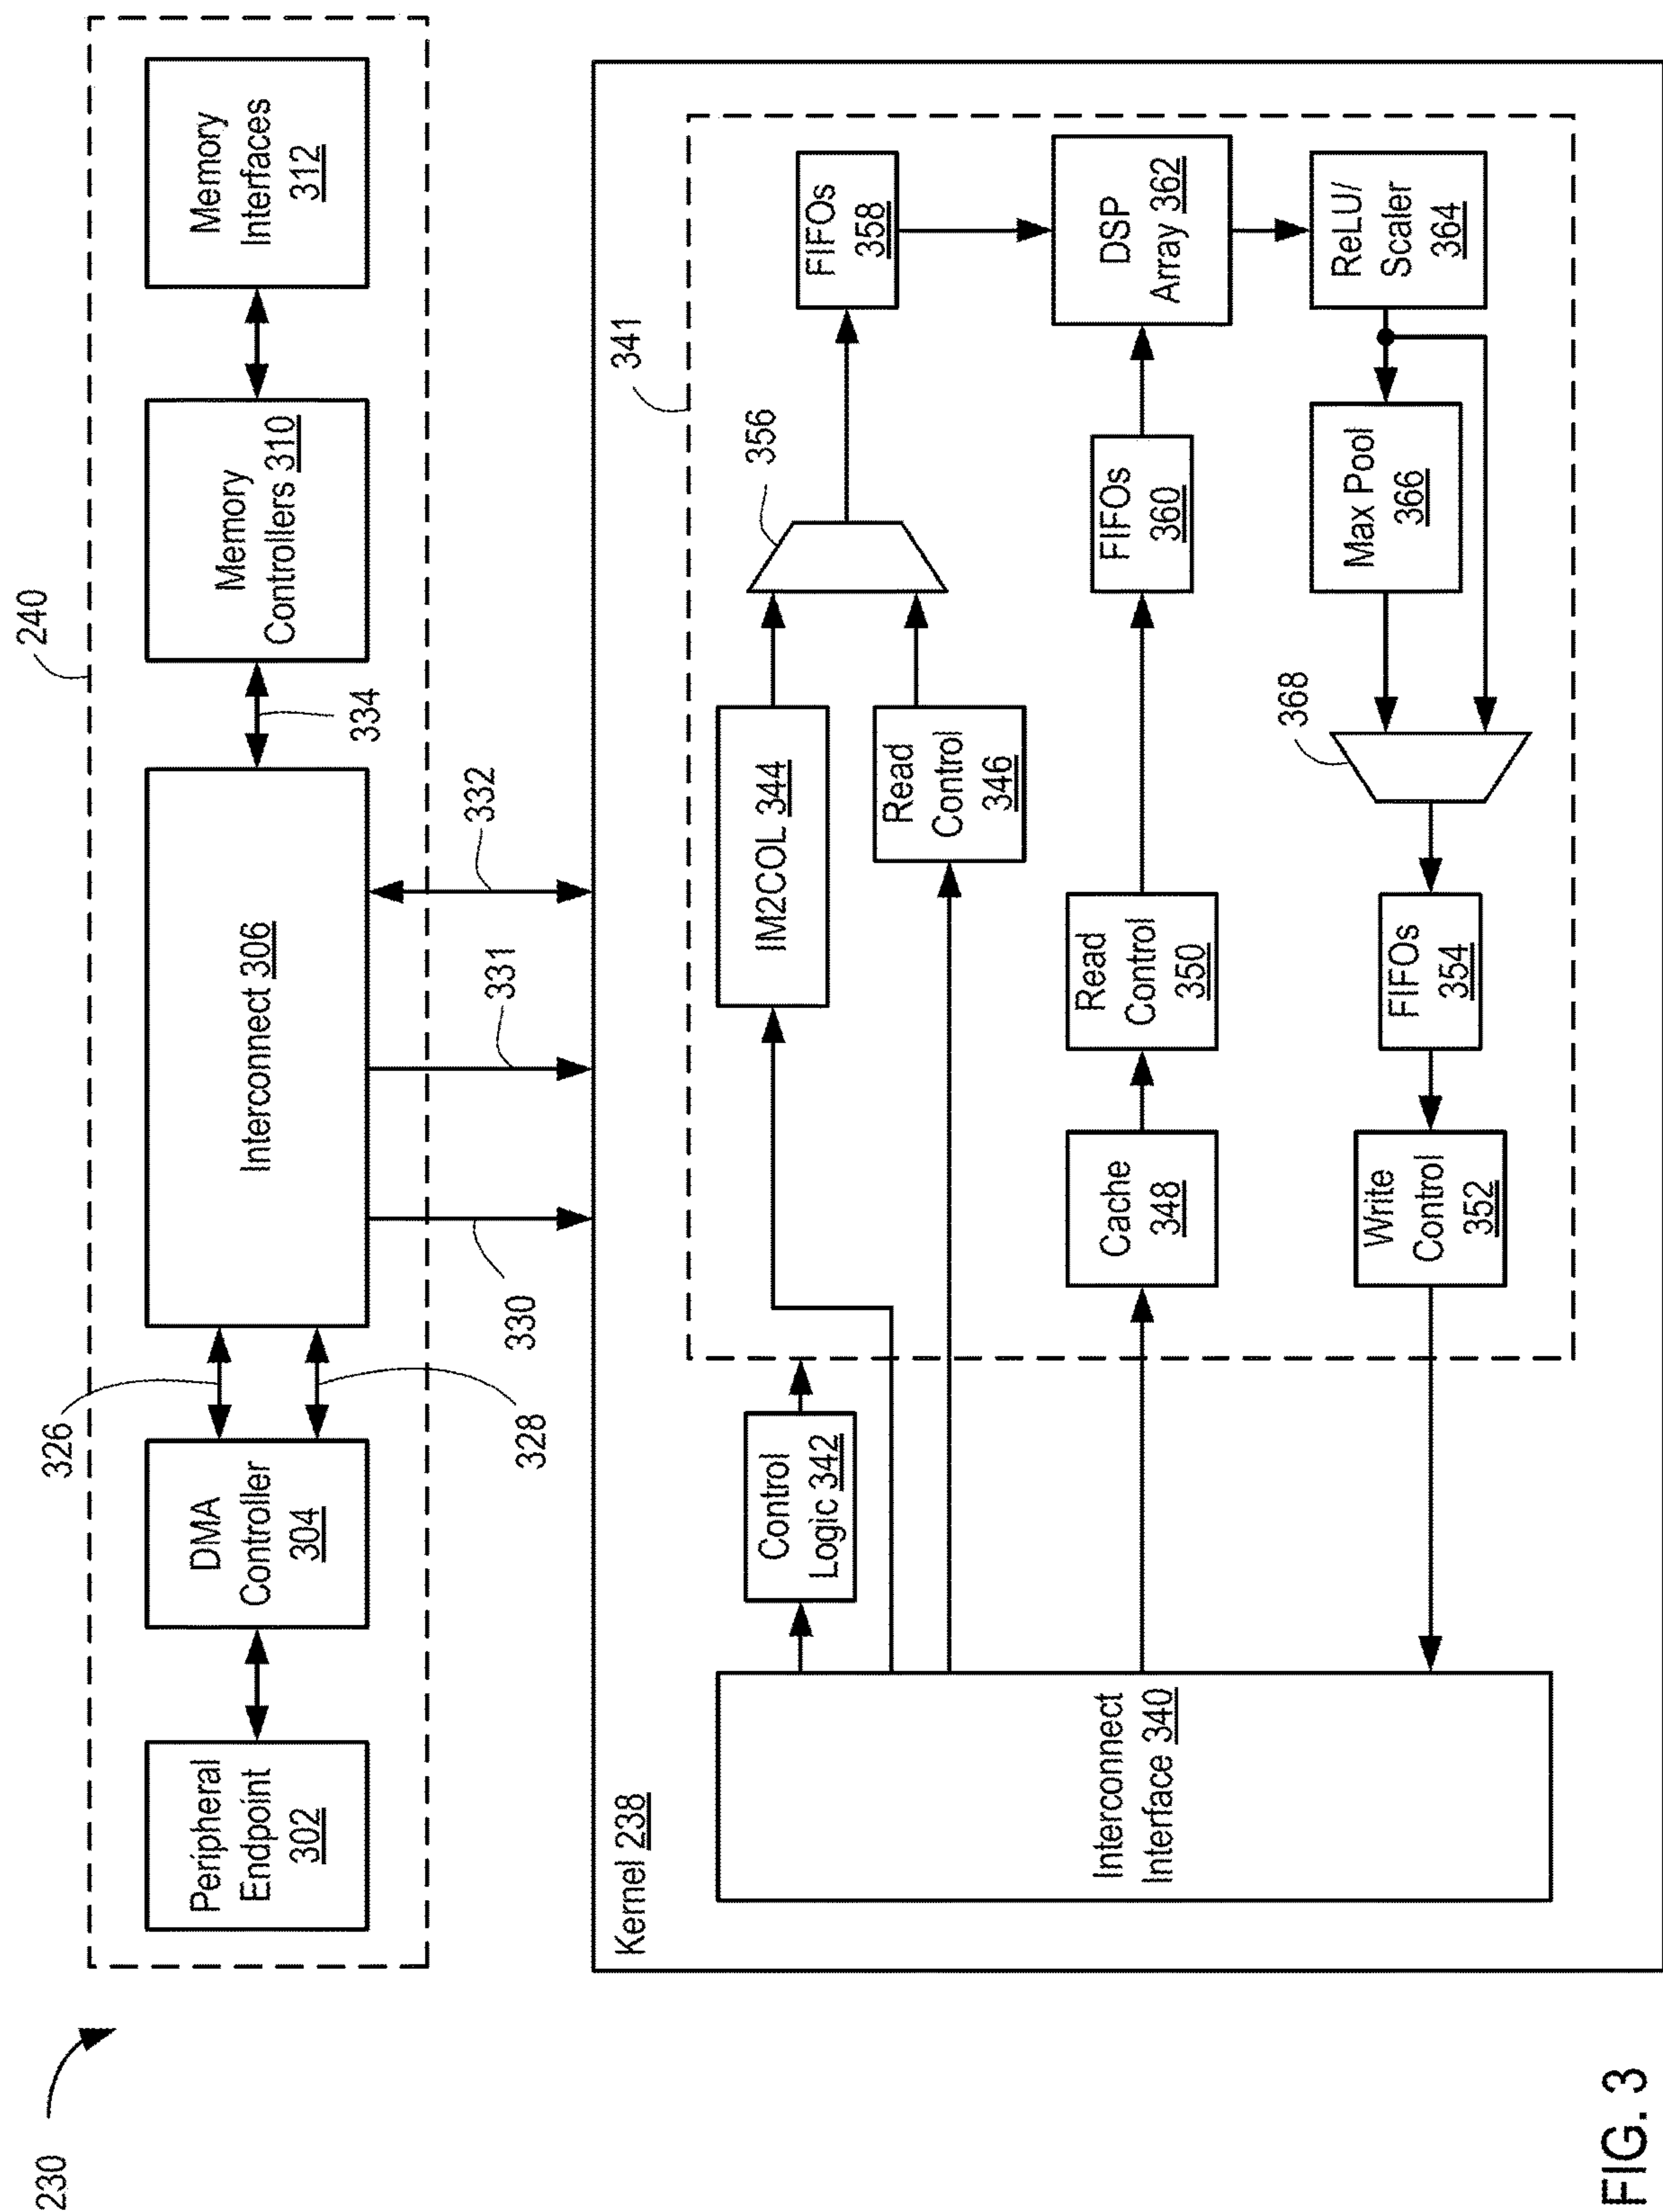 230
240
Peripheral
Endpoint
302
DMA
Controller
304
326
328
Interconnect 306
334
Memory
Controllers 310
Memory
Interfaces
312
330
331
332
Kernel 238
341
Interconnect
Interface 340
Control
Logic 342
IM2COL 344
Read
Control
346
356
FIFOs
358
Cache
348
Read
Control
350
FIFOs
360
DSP
Array 362
Write
Control
352
FIFOs
354
368
Max Pool
366
ReLU/
Scaler
364
FIG. 3